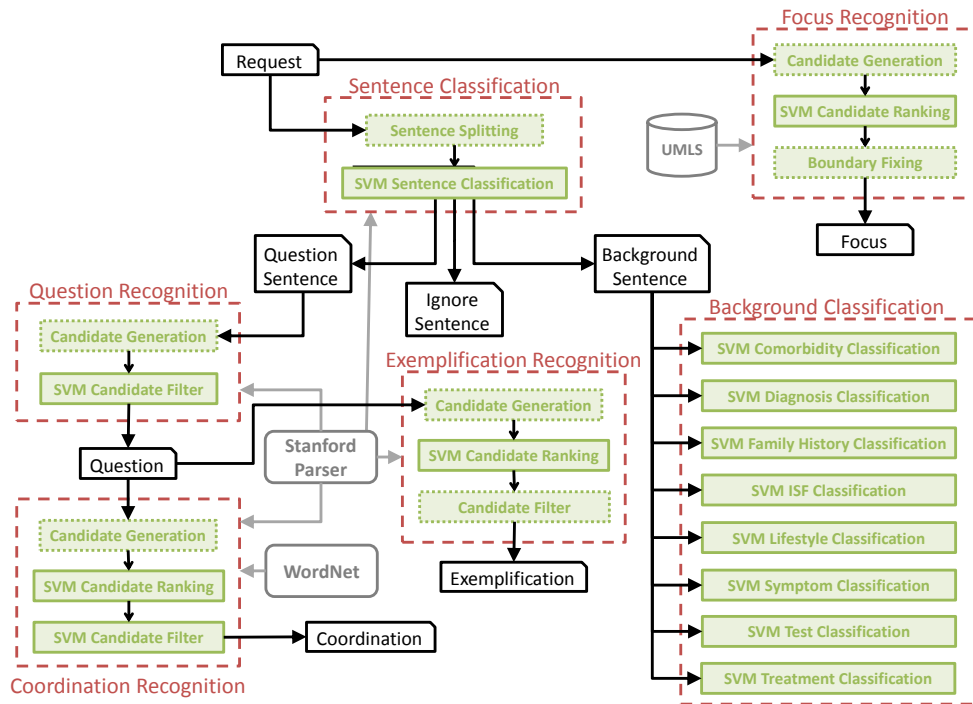 Focus Recognition
Request
Candidate Generation
Sentence Classification
SVM Candidate Ranking
Sentence Splitting
UMLS
Boundary Fixing
SVM Sentence Classification
Focus
Question
Sentence
Background
Sentence
Ignore
Sentence
Question Recognition
Background Classification
Candidate Generation
SVM Comorbidity Classification
Exemplification Recognition
SVM Candidate Filter
SVM Diagnosis Classification
Candidate Generation
Stanford
Parser
SVM Family History Classification
Question
SVM Candidate Ranking
SVM ISF Classification
Candidate Filter
Candidate Generation
SVM Lifestyle Classification
WordNet
Exemplification
SVM Candidate Ranking
SVM Symptom Classification
SVM Candidate Filter
Coordination
SVM Test Classification
SVM Treatment Classification
Coordination Recognition